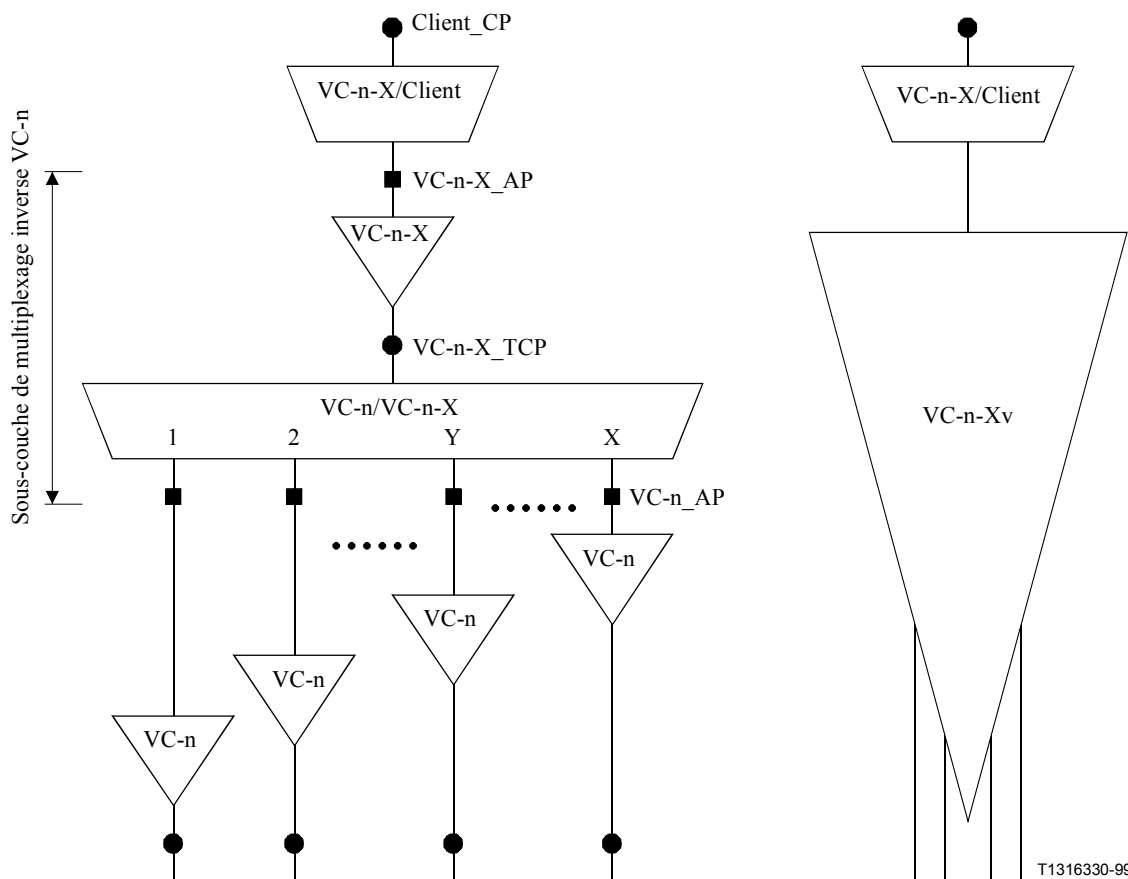 Client_CP
VC-n-X/Client
VC-n-X/Client
Sous-couche de multiplexage inverse VC-n
VC-n-X_AP
VC-n-X
VC-n-X_TCP
VC-n/VC-n-X
1 2 Y X
VC-n-Xv
VC-n_AP
VC-n
VC-n
VC-n
VC-n
T1316330-99